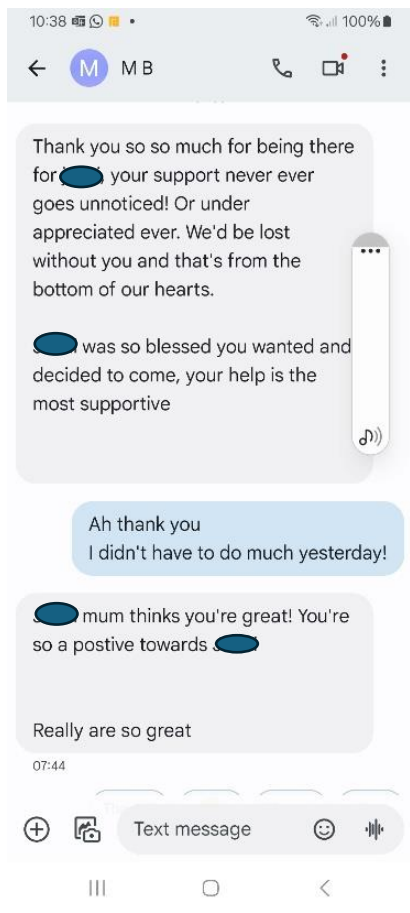 10:38
100%
M M B
Thank you so so much for being there
for , your support never ever
goes unnoticed! Or under
appreciated ever. We'd be lost
without you and that's from the
bottom of our hearts.
was so blessed you wanted and
decided to come, your help is the
most supportive
Ah thank you
I didn't have to do much yesterday!
mum thinks you're great! You're
so a postive towards
Really are so great
07:44
Text message